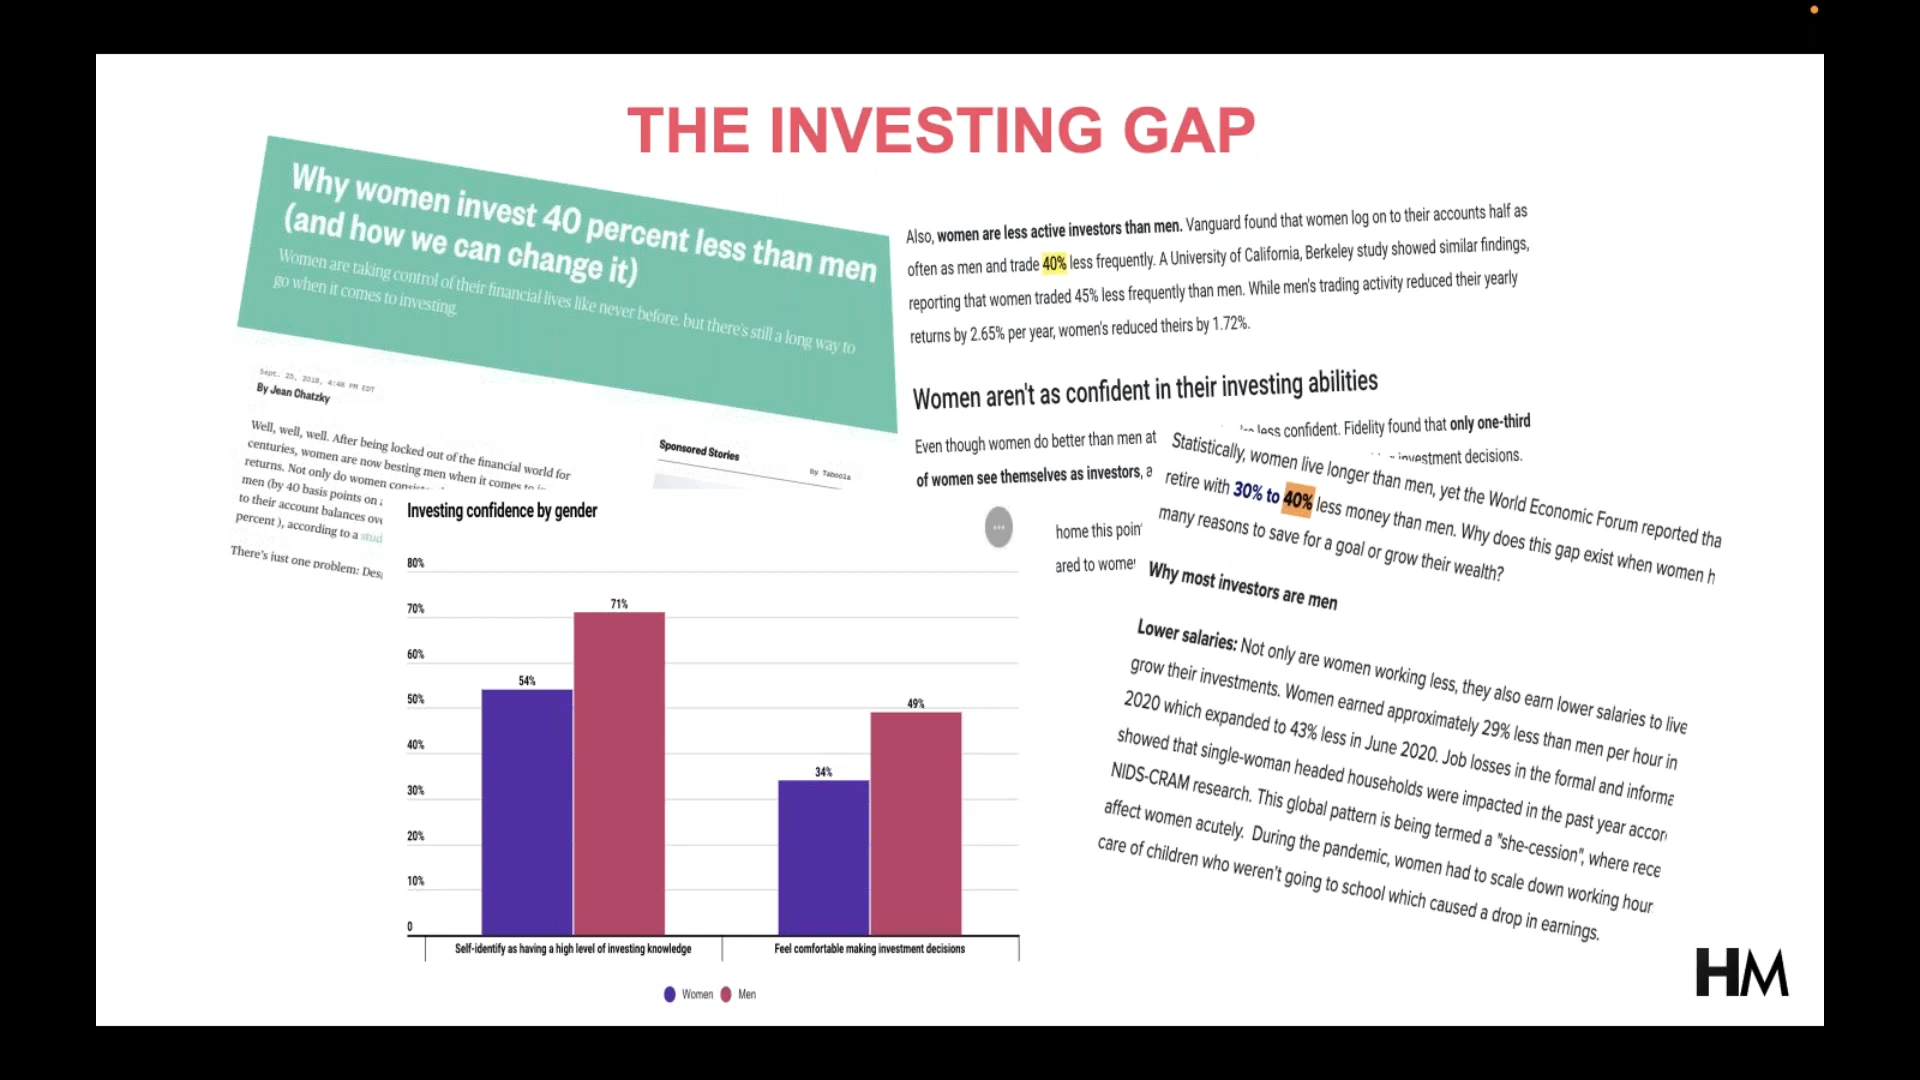 THE INVESTING GAP
Why women invest 40 percent less than men
(and how we can change it)
Women are taking control of their financial lives like never before, but there's still a long way to
go when it comes to investing.
Sept. 25, 2018, 4:48 PM EDT
By Jean Chatzky
Well, well, well. After being locked out of the financial world for
centuries, women are now besting men when it comes to
returns. Not only do women
men (by 40 basis points on
to their account balances
percent ), according to a
There's just one problem:
Sponsored Stories
by Taboola
Also, women are less active investors than men. Vanguard found that women log on to their accounts half as
often as men and trade 40% less frequently. A University of California, Berkeley study showed similar findings,
reporting that women traded 45% less frequently than men. While men's trading activity reduced their yearly
returns by 2.65% per year, women's reduced theirs by 1.72%.
Women aren't as confident in their investing abilities
Even though women do better than men at
less confident. Fidelity found that only one-third
of women see themselves as investors, a
investment decisions.
home this poin
ared to wome
Statistically, women live longer than men, yet the World Economic Forum reported tha
retire with 30% to 40% less money than men. Why does this gap exist when women h
many reasons to save for a goal or grow their wealth?
Why most investors are men
Lower salaries: Not only are women working less, they also earn lower salaries to live
grow their investments. Women earned approximately 29% less than men per hour in
2020 which expanded to 43% less in June 2020. Job losses in the formal and informa
showed that single-woman headed households were impacted in the past year accor
NIDS-CRAM research. This global pattern is being termed a "she-cession", where rece
affect women acutely. During the pandemic, women had to scale down working hour
care of children who weren't going to school which caused a drop in earnings.
Investing confidence by gender
80%
70%
60%
50%
40%
30%
20%
10%
0
54%
71%
34%
49%
Self-identify as having a high level of investing knowledge
Feel comfortable making investment decisions
Women
Men
HM